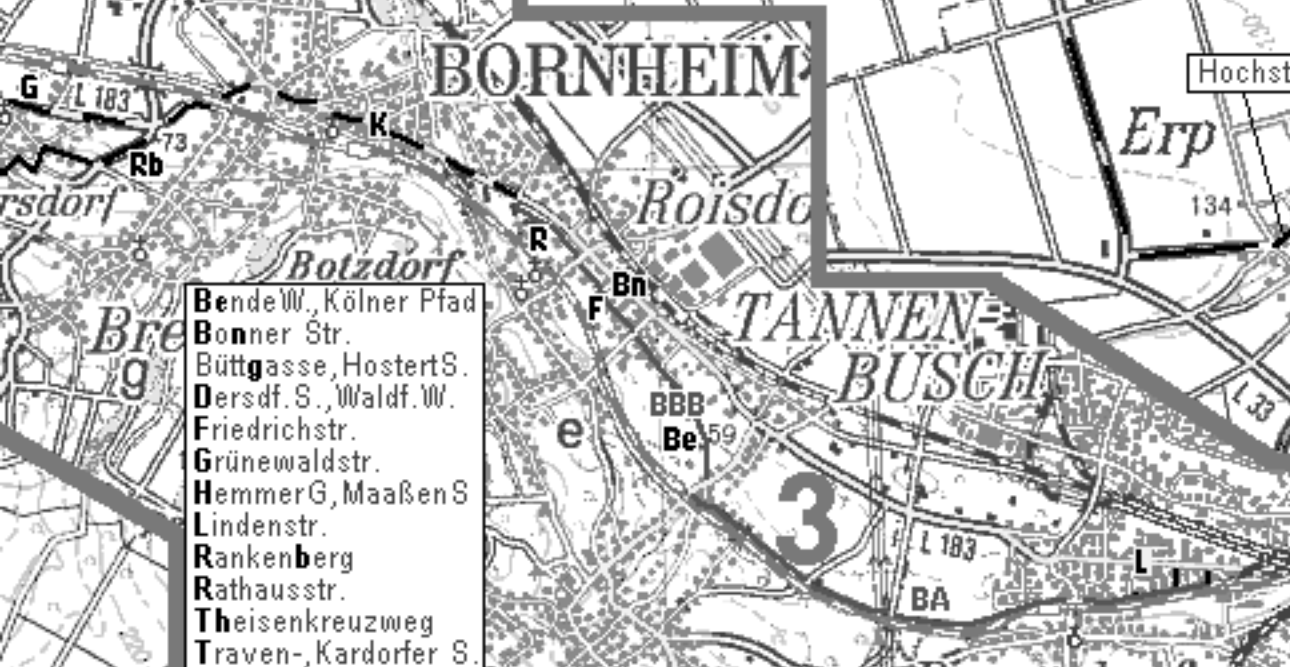 BORNHEIM
Hochst
G
L 183
K
Erp
73
Rb
rsdorf
Roisdo
134
R
Botzdorf
Bn
F
TANNEN-
BUSCH
Bre
g
BendeW.,Kölner Pfad
Bonner Str.
Büttgasse,HostertS.
Dersdf.S.,Waldf.W.
Friedrichstr.
Grünewaldstr.
HemmerG,MaaßenS
Lindenstr.
Rankenberg
Rathausstr.
Theisenkreuzweg
Traven-,Kardorfer S.
L 33
BBB
Be
59
e
3
L 183
L
BA
220